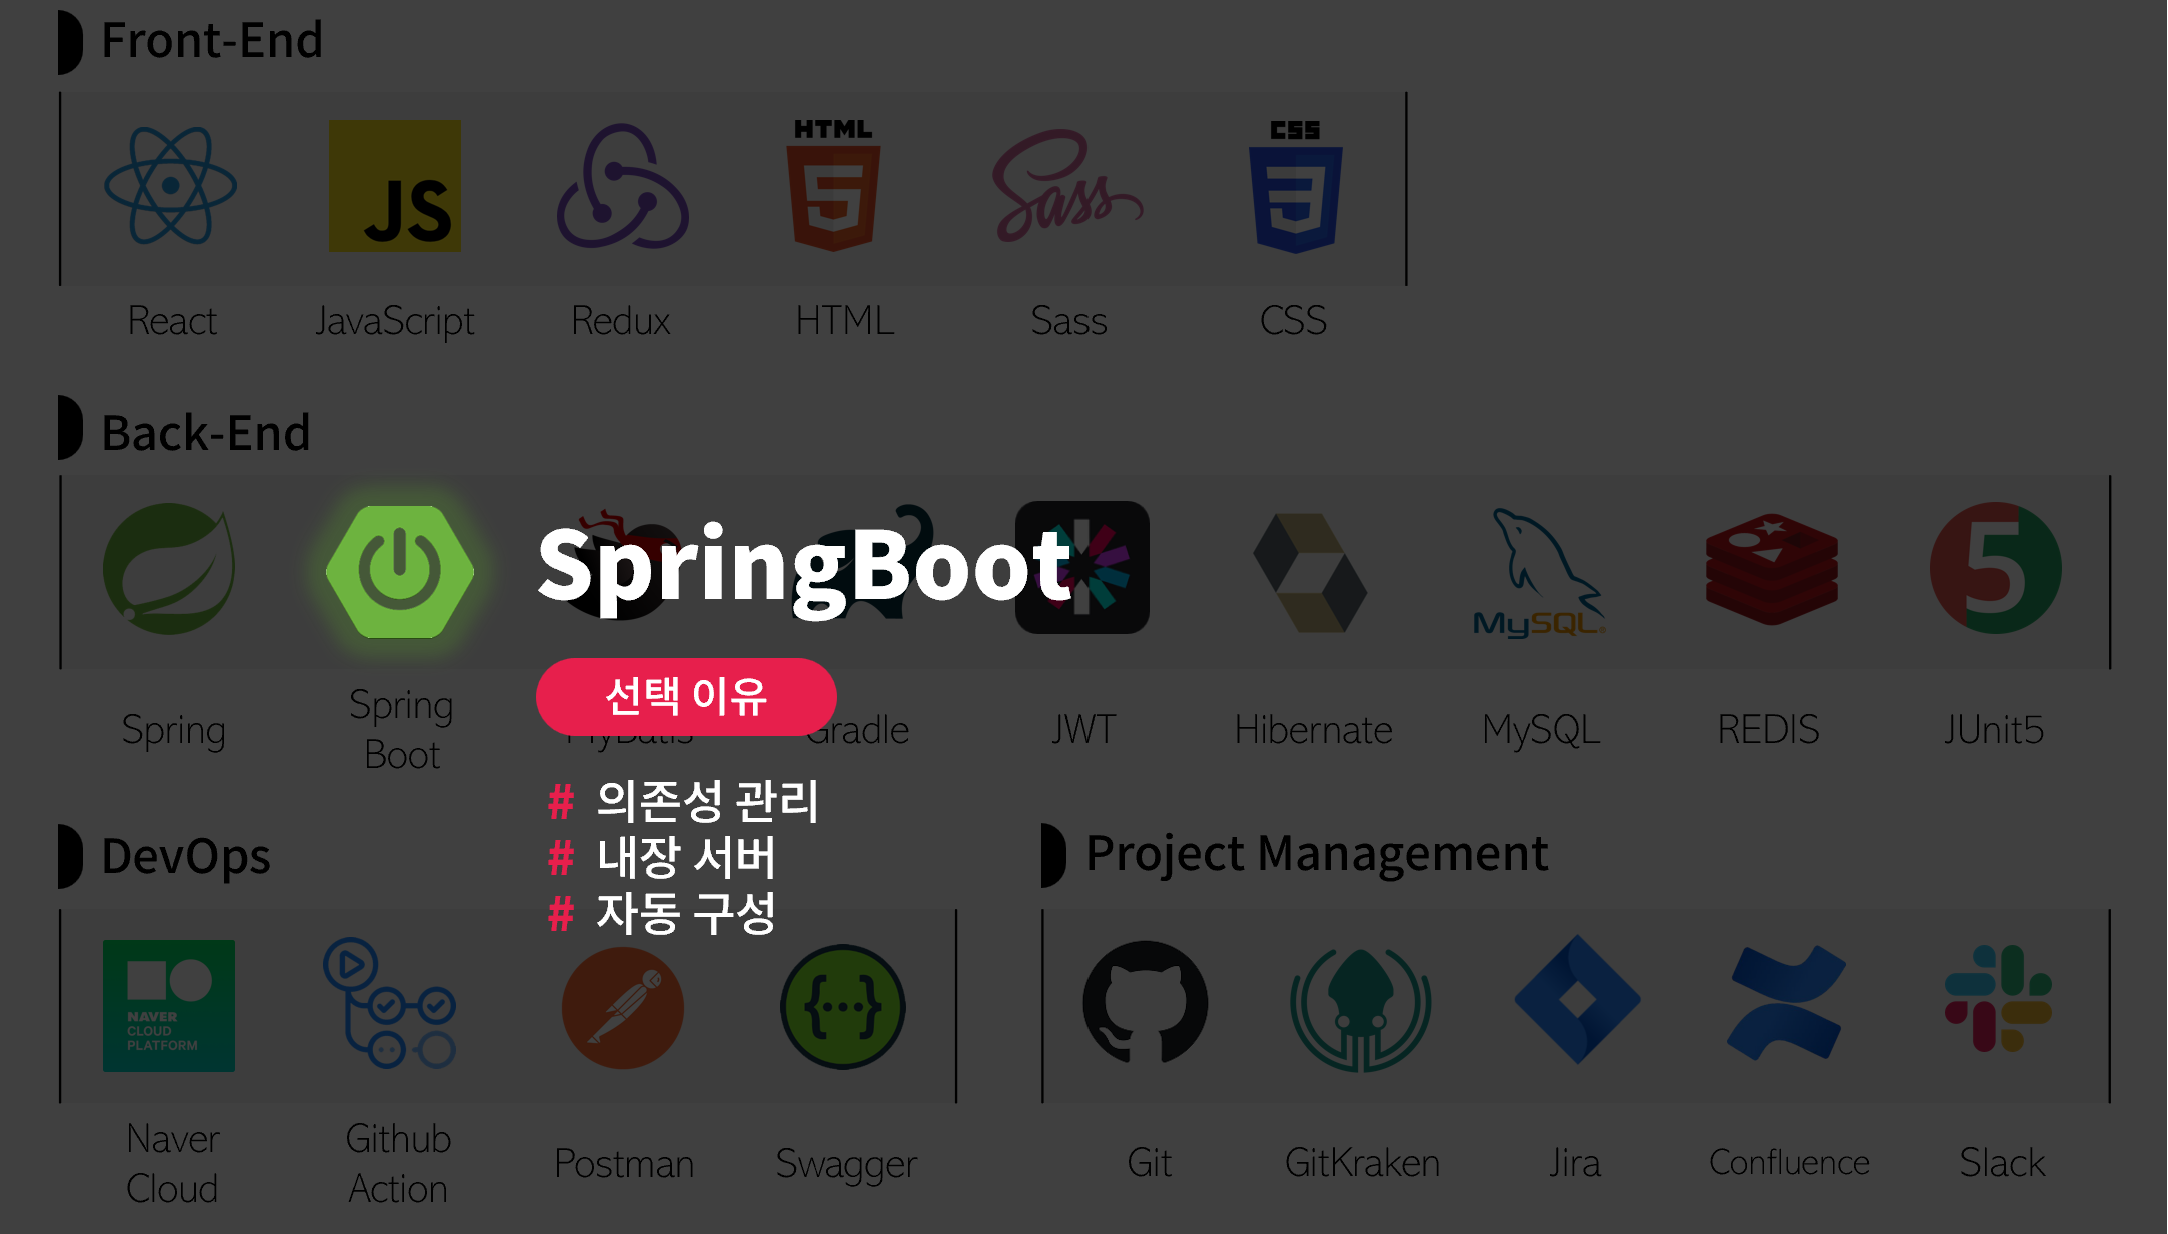 Front-End
HTML
CSS
JS
Sass
React
JavaScript
Redux
HTML
Sass
CSS
Back-End
SpringBoot
MySQL
5
선택 이유
Spring
Spring
Boot
MyBatis
Gradle
JWT
Hibernate
MySQL
REDIS
JUnit5
# 의존성 관리
# 내장 서버
# 자동 구성
DevOps
Project Management
NAVER
CLOUD
PLATFORM
{...}
Naver
Cloud
Github
Action
Postman
Swagger
Git
GitKraken
Jira
Confluence
Slack